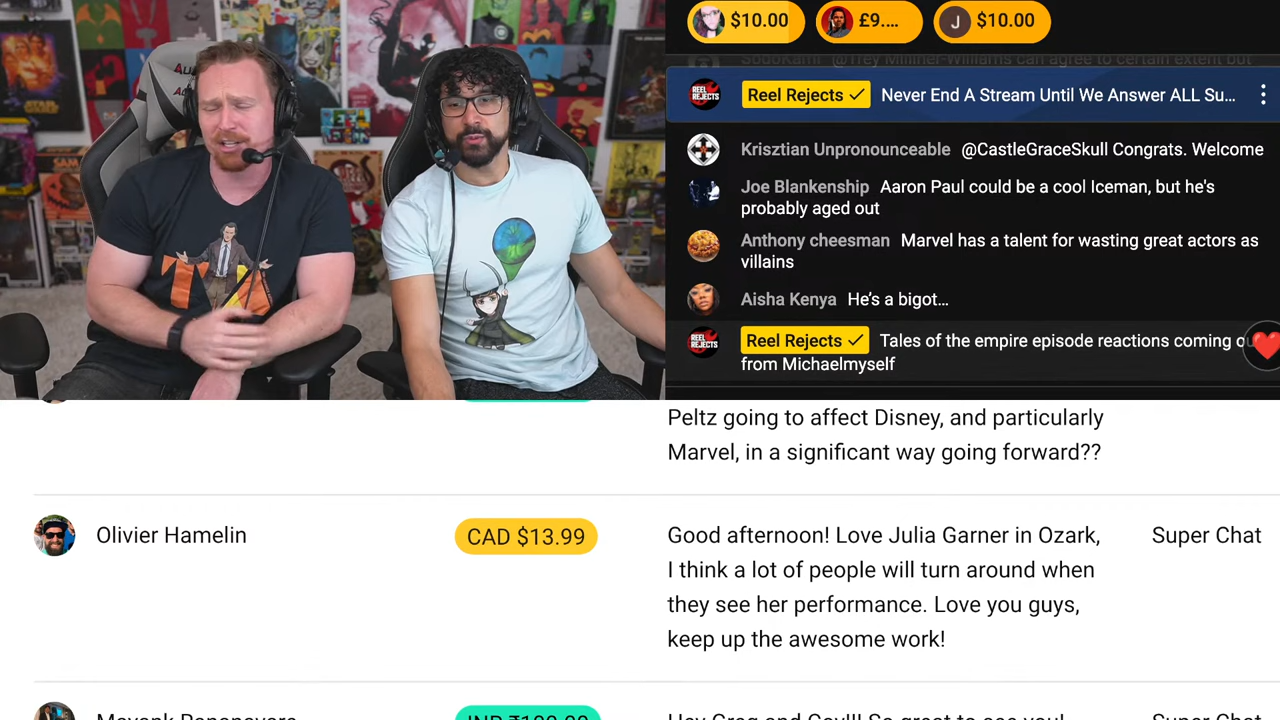 $10.00
£9....
$10.00
J
Reel Rejects
Never End A Stream Until We Answer ALL Su...
REEL REJECTS
Krisztian Unpronounceable @CastleGraceSkull Congrats. Welcome
Joe Blankenship Aaron Paul could be a cool Iceman, but he's
probably aged out
Anthony cheesman Marvel has a talent for wasting great actors as
villains
Aisha Kenya He's a bigot...
REEL REJECTS
Reel Rejects Tales of the empire episode reactions coming
from Michaelmyself
TVA
Peltz going to affect Disney, and particularly
Marvel, in a significant way going forward??
Olivier Hamelin
CAD $13.99
Good afternoon! Love Julia Garner in Ozark,
I think a lot of people will turn around when
they see her performance. Love you guys,
keep up the awesome work!
Super Chat